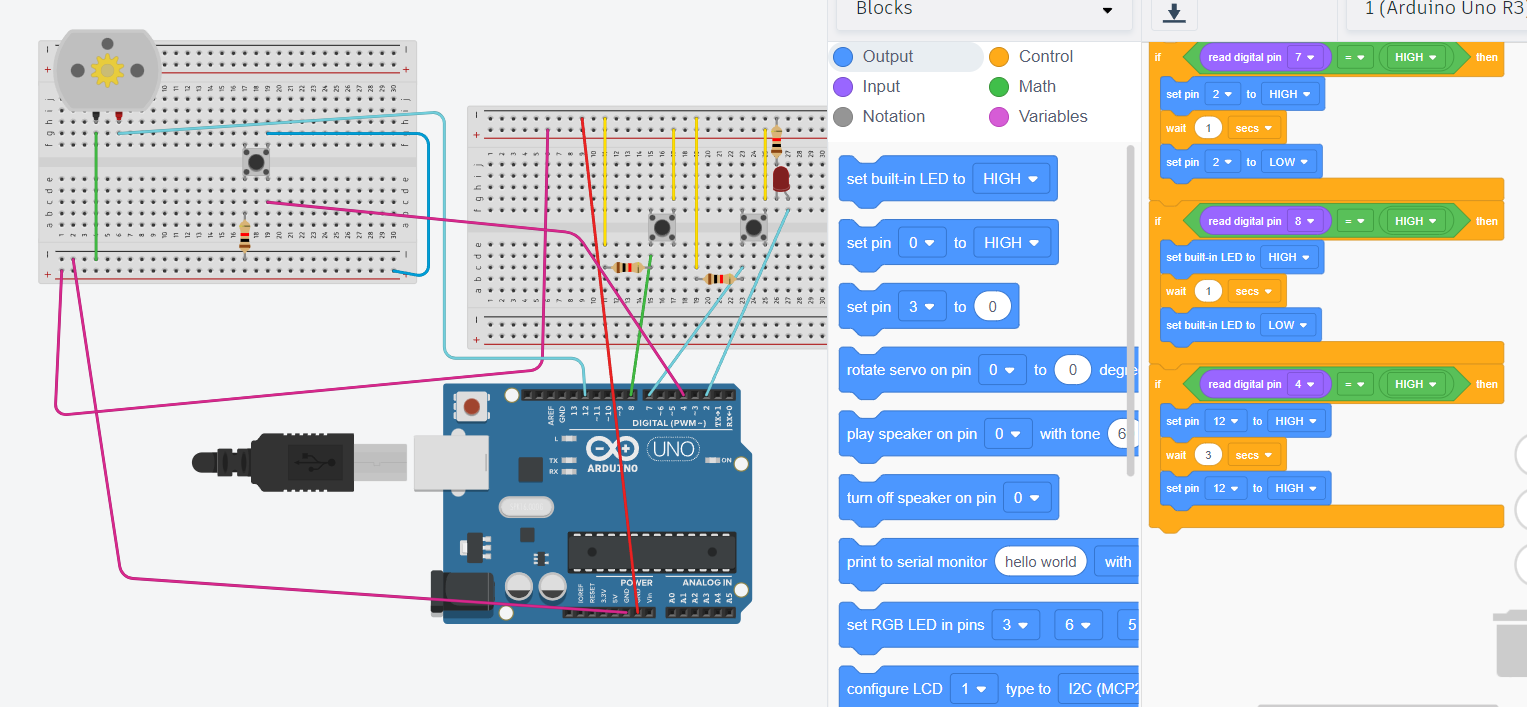 Blocks
1 (Arduino Uno R3)
Output
Control
Input
Math
Notation
Variables
set built-in LED to HIGH
set pin 0 to HIGH
set pin 3 to 0
rotate servo on pin 0 to 0 degre
play speaker on pin 0 with tone 6
turn off speaker on pin 0
print to serial monitor hello world with
set RGB LED in pins 3 6 5
configure LCD 1 type to I2C (MCP2
if read digital pin 7 = HIGH then
set pin 2 to HIGH
wait 1 secs
set pin 2 to LOW
if read digital pin 8 = HIGH then
set built-in LED to HIGH
wait 1 secs
set built-in LED to LOW
if read digital pin 4 = HIGH then
set pin 12 to HIGH
wait 3 secs
set pin 12 to HIGH
AREF
GND
13
12
~11
~10
~9
8
7
~6
~5
4
~3
2
TX→1
RX←0
DIGITAL (PWM~)
L
TX
RX
UNO
ARDUINO
ON
POWER
ANALOG IN
IOREF
RESET
3.3V
5V
GND
Vin
A0
A1
A2
A3
A4
A5